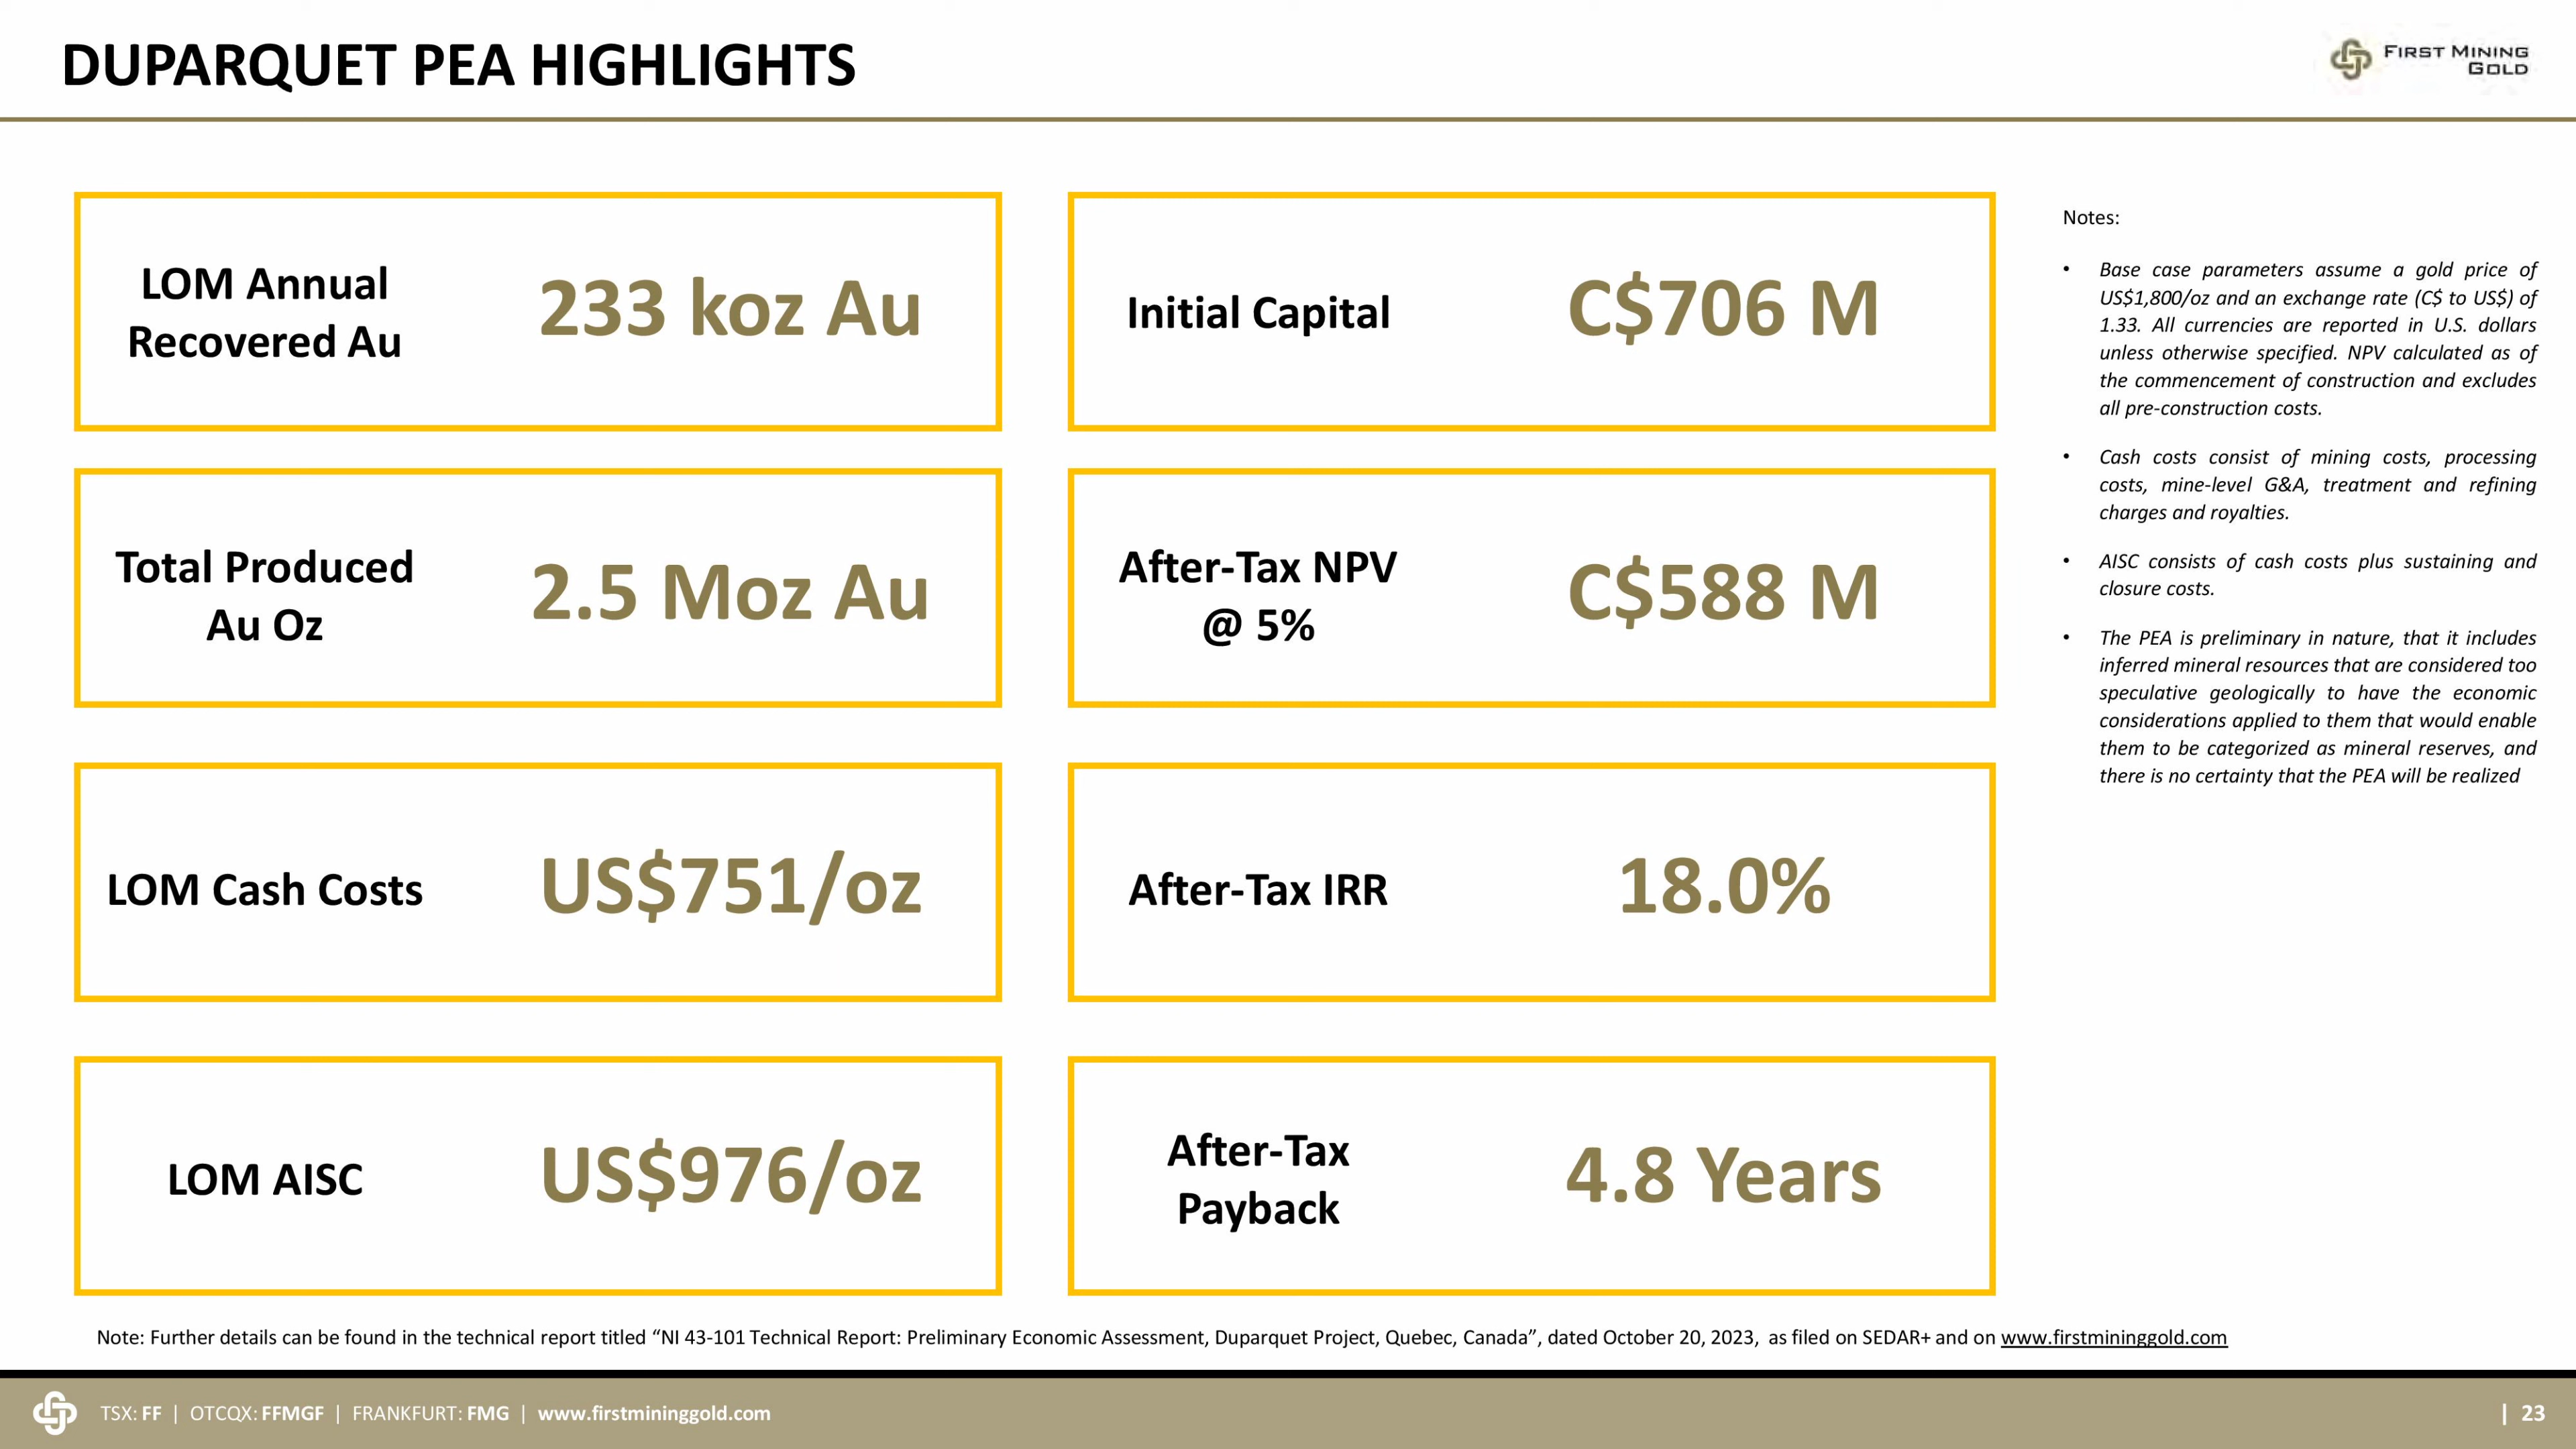 DUPARQUET PEA HIGHLIGHTS
FIRST MINING
GOLD
LOM Annual
Recovered Au
233 koz Au
Initial Capital
C$706 M
Total Produced
Au Oz
2.5 Moz Au
After-Tax NPV
@ 5%
C$588 M
LOM Cash Costs
US$751/oz
After-Tax IRR
18.0%
LOM AISC
US$976/oz
After-Tax
Payback
4.8 Years
Notes:
• Base case parameters assume a gold price of
US$1,800/oz and an exchange rate (C$ to US$) of
1.33. All currencies are reported in U.S. dollars
unless otherwise specified. NPV calculated as of
the commencement of construction and excludes
all pre-construction costs.
• Cash costs consist of mining costs, processing
costs, mine-level G&A, treatment and refining
charges and royalties.
• AISC consists of cash costs plus sustaining and
closure costs.
• The PEA is preliminary in nature, that it includes
inferred mineral resources that are considered too
speculative geologically to have the economic
considerations applied to them that would enable
them to be categorized as mineral reserves, and
there is no certainty that the PEA will be realized
Note: Further details can be found in the technical report titled “NI 43-101 Technical Report: Preliminary Economic Assessment, Duparquet Project, Quebec, Canada”, dated October 20, 2023, as filed on SEDAR+ and on www.firstmininggold.com
TSX: FF | OTCQX: FFMGF | FRANKFURT: FMG | www.firstmininggold.com
| 23